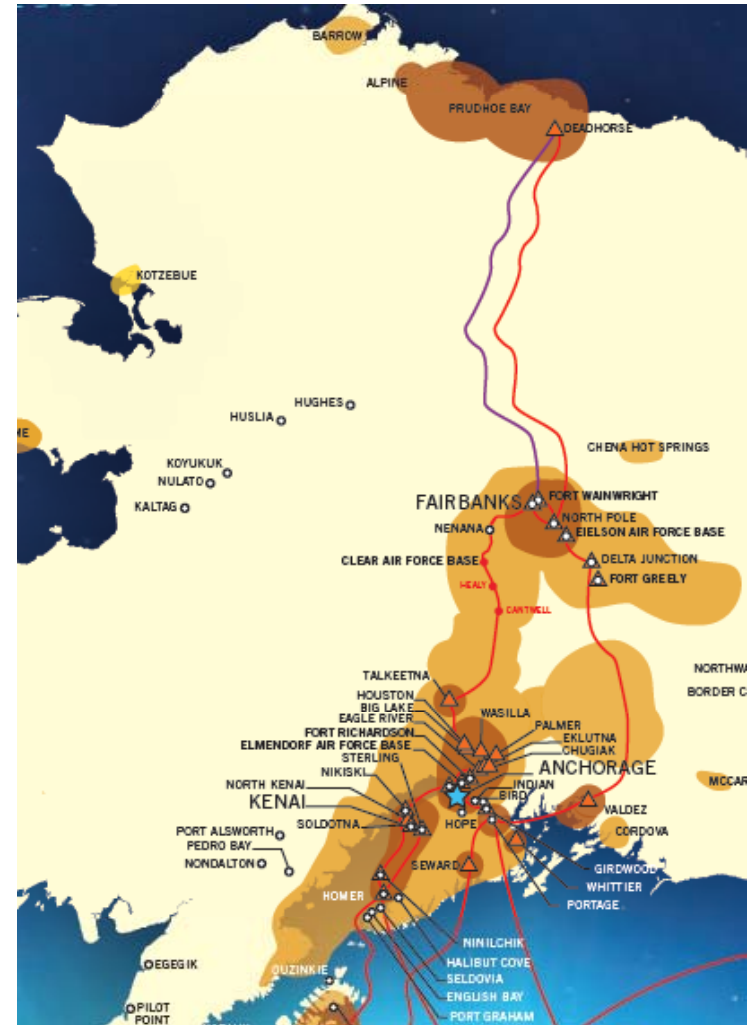 BARROW
ALPINE
PRUDHOE BAY
DEADHORSE
KOTZEBUE
HUGHES
HUSLIA
ME
CHENA HOT SPRINGS
KOYUKUK
NULATO
KALTAG
FAIRBANKS
FORT WAINWRIGHT
NORTH POLE
NENANA
EIELSON AIR FORCE BASE
CLEAR AIR FORCE BASE
DELTA JUNCTION
HEALY
FORT GREELY
CANTWELL
TALKEETNA
NORTHWA
HOUSTON
BORDER C
BIG LAKE
WASILLA
EAGLE RIVER
PALMER
FORT RICHARDSON
EKLUTNA
ELMENDORF AIR FORCE BASE
CHUGIAK
STERLING
ANCHORAGE
NIKISKI
INDIAN
NORTH KENAI
BIRD
MCCAR
KENAI
VALDEZ
SOLDOTNA
HOPE
PORT ALSWORTH
CORDOVA
PEDRO BAY
NONDALTON
SEWARD
GIRDWOOD
WHITTIER
HOMER
PORTAGE
NINILCHIK
HALIBUT COVE
EGEGIK
OUZINKIE
SELDOVIA
ENGLISH BAY
PILOT
POINT
PORT GRAHAM